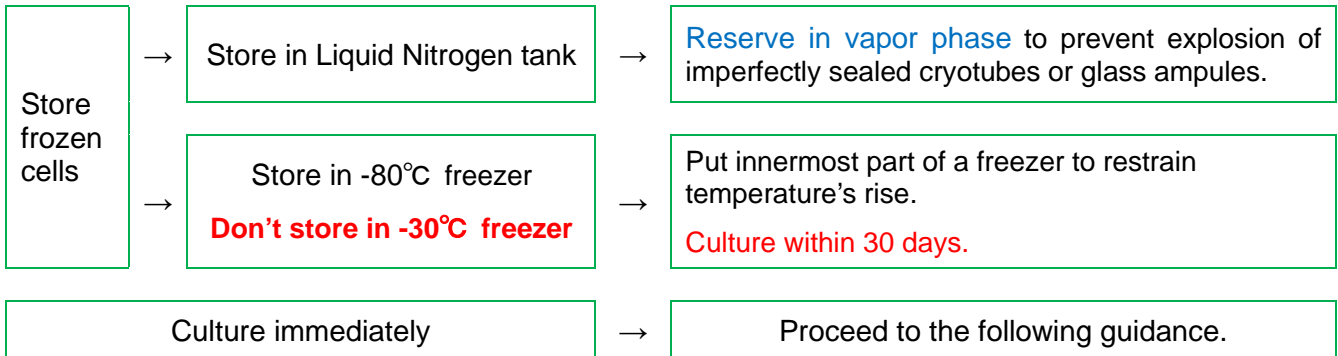 Store
frozen
cells
→
Store in Liquid Nitrogen tank
→
Reserve in vapor phase to prevent explosion of
imperfectly sealed cryotubes or glass ampules.
→
Store in -80℃ freezer
Don’t store in -30℃ freezer
→
Put innermost part of a freezer to restrain
temperature’s rise.
Culture within 30 days.
Culture immediately
→
Proceed to the following guidance.